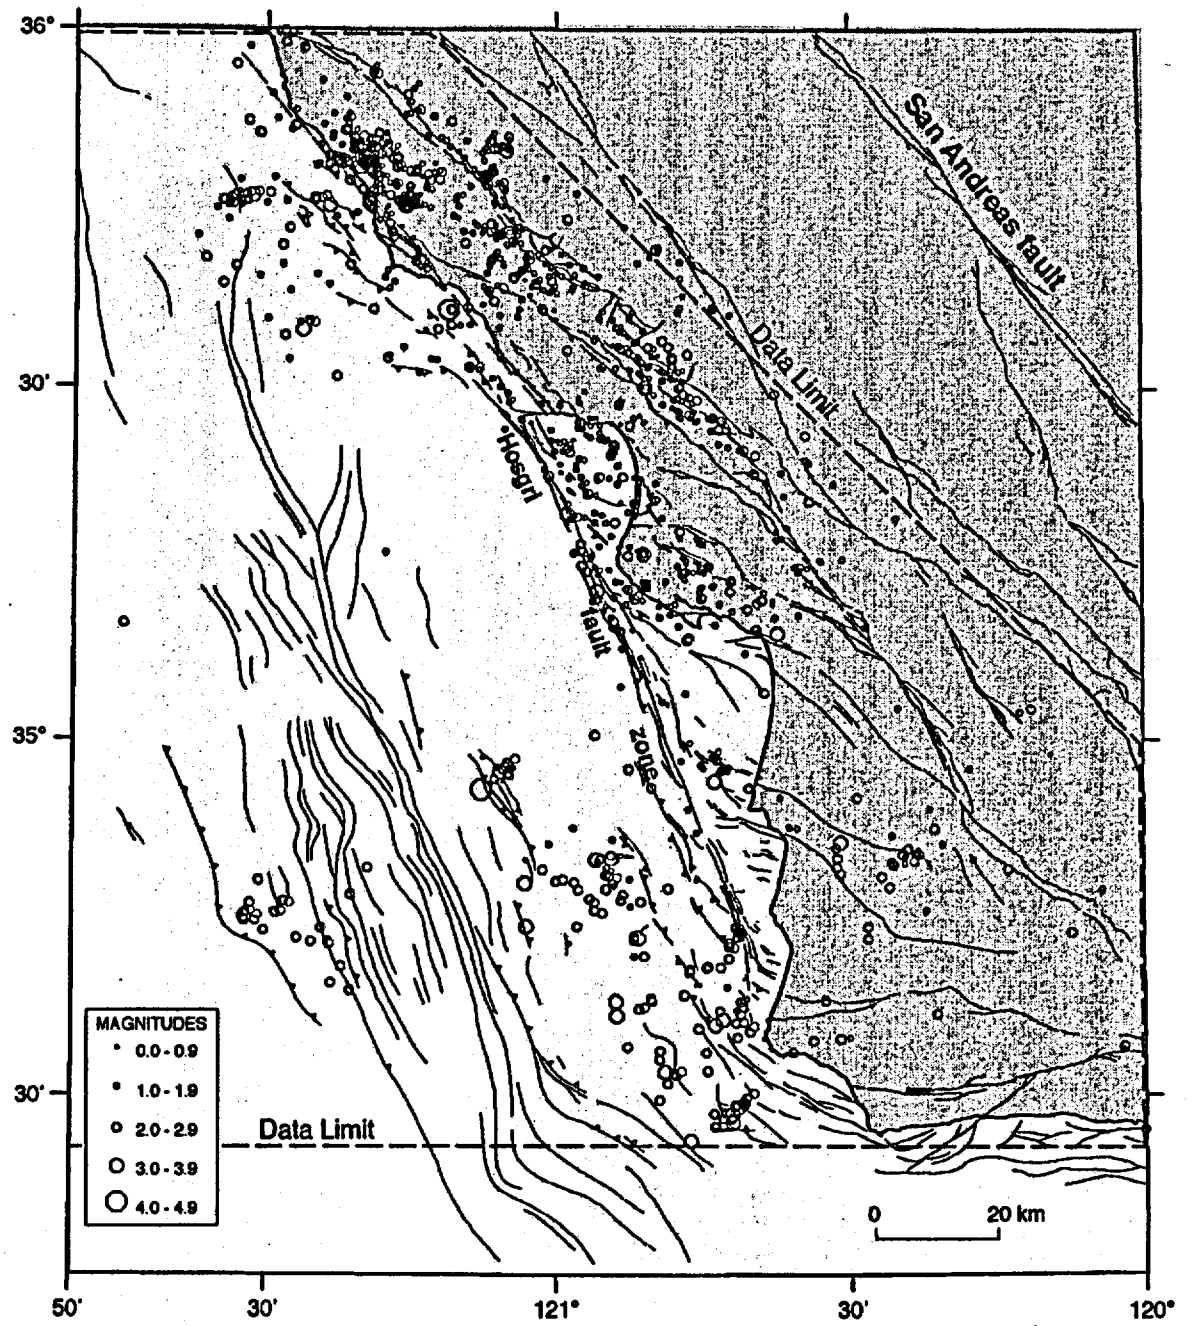 36°
San Andreas fault
Data Limit
30'
Hosgri
fault
zone
35°
MAGNITUDES
0.0 - 0.9
1.0 - 1.9
2.0 - 2.9
3.0 - 3.9
4.0 - 4.9
30'
Data Limit
0 20 km
50' 30' 121° 30' 120°